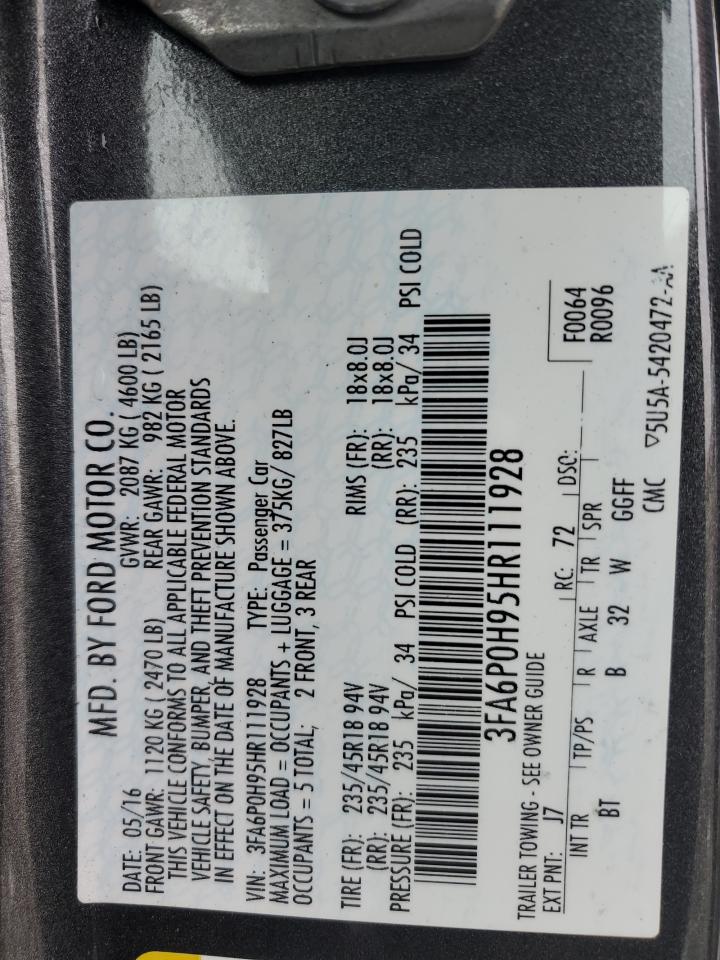 MFD. BY FORD MOTOR CO.
DATE: 05/16 GVWR: 2087 KG ( 4600 LB)
FRONT GAWR: 1120 KG ( 2470 LB) REAR GAWR: 982 KG ( 2165 LB)
THIS VEHICLE CONFORMS TO ALL APPLICABLE FEDERAL MOTOR
VEHICLE SAFETY, BUMPER, AND THEFT PREVENTION STANDARDS
IN EFFECT ON THE DATE OF MANUFACTURE SHOWN ABOVE.
VIN: 3FA6P0H95HR111928 TYPE: Passenger Car
MAXIMUM LOAD = OCCUPANTS + LUGGAGE = 375KG/ 827LB
OCCUPANTS = 5 TOTAL; 2 FRONT, 3 REAR
TIRE (FR): 235/45R18 94V RIMS (FR): 18x8.0J
(RR): 235/45R18 94V (RR): 18x8.0J
PRESSURE (FR): 235 kPa/ 34 PSI COLD (RR): 235 kPa/ 34 PSI COLD
3FA6P0H95HR111928
TRAILER TOWING - SEE OWNER GUIDE
EXT PNT: J7 RC: 72 DSO: F0064
R0096
INT TR TP/PS R AXLE TR SPR
BT B 32 W GGFF
CMC ▽5U5A-5420472-AA